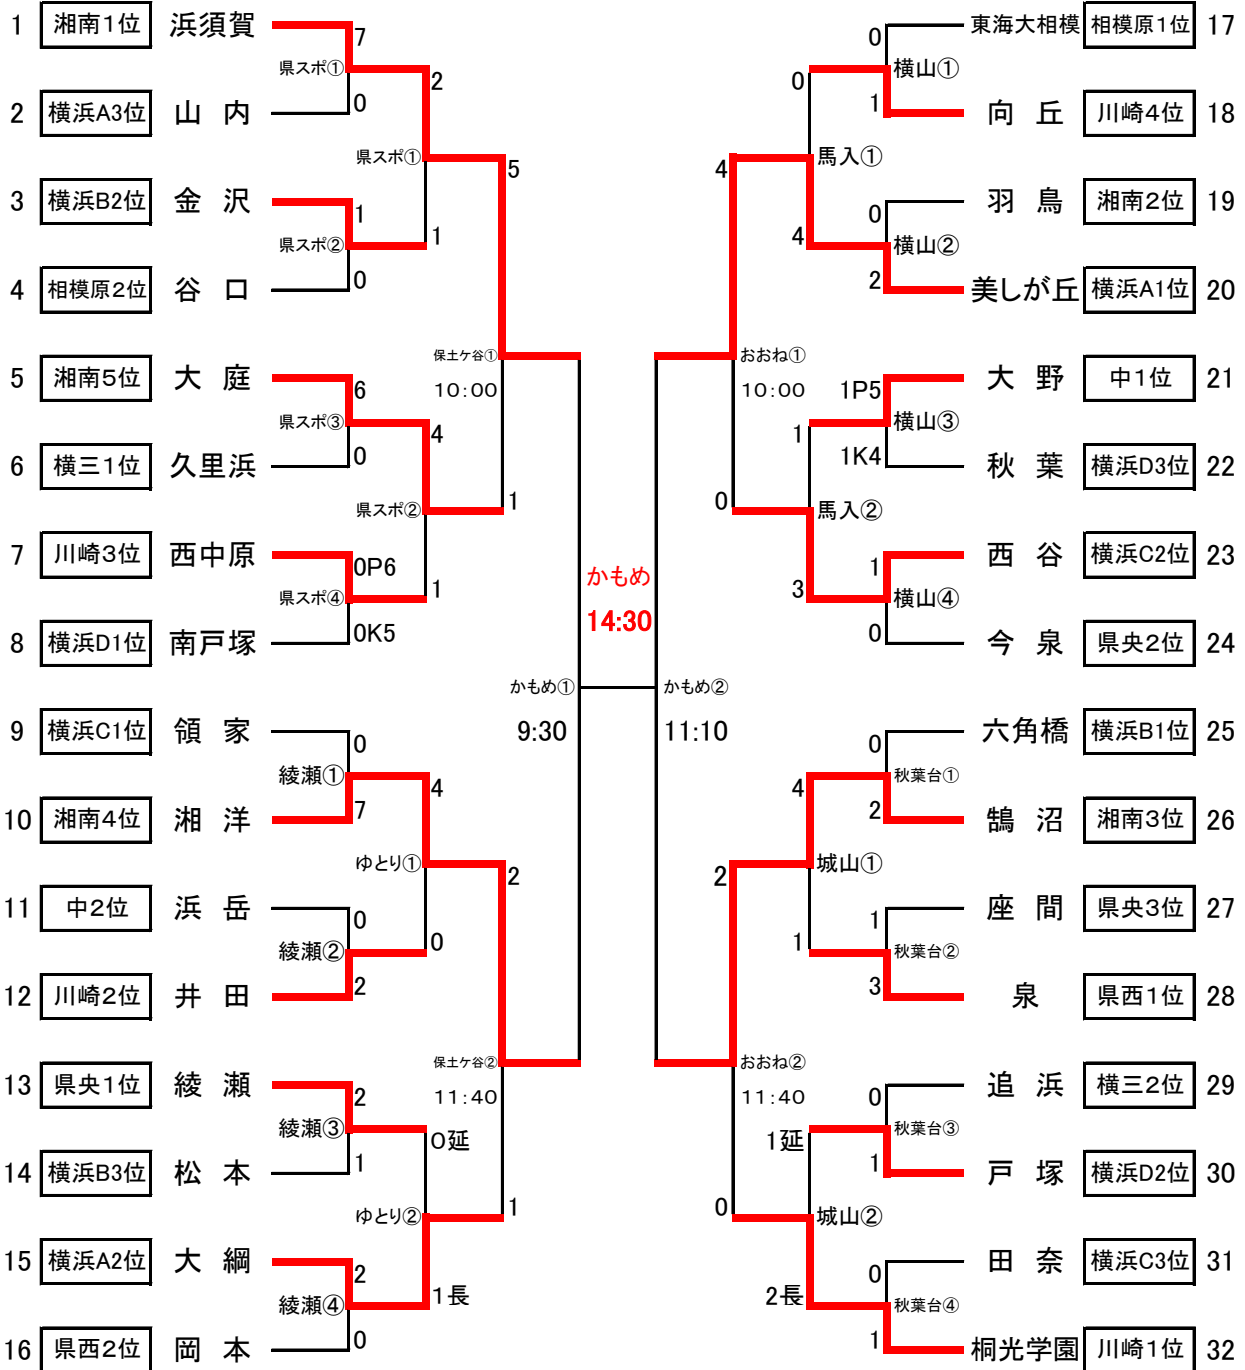 1 湘南1位 浜須賀
7
県スポ①
2
0
2 横浜A3位 山内
県スポ①
5
3 横浜B2位 金沢
1
県スポ②
1
0
4 相模原2位 谷口
保土ケ谷①
10:00
5 湘南5位 大庭
6
県スポ③
4
0
6 横三1位 久里浜
県スポ②
1
7 川崎3位 西中原
0P6
県スポ④
1
0K5
8 横浜D1位 南戸塚
かもめ
14:30
かもめ①
9:30
かもめ②
11:10
9 横浜C1位 領家
0
綾瀬①
4
7
10 湘南4位 湘洋
ゆとり①
2
11 中2位 浜岳
0
綾瀬②
0
2
12 川崎2位 井田
保土ケ谷②
11:40
13 県央1位 綾瀬
2
綾瀬③
0延
1
14 横浜B3位 松本
ゆとり②
1
15 横浜A2位 大綱
2
綾瀬④
1長
0
16 県西2位 岡本
東海大相模 相模原1位 17
0
横山①
0
1
向丘 川崎4位 18
馬入①
4
羽鳥 湘南2位 19
0
横山②
4
2
美しが丘 横浜A1位 20
おおね①
10:00
大野 中1位 21
1P5
横山③
1
1K4
秋葉 横浜D3位 22
馬入②
0
西谷 横浜C2位 23
1
横山④
3
0
今泉 県央2位 24
六角橋 横浜B1位 25
0
秋葉台①
4
2
鵠沼 湘南3位 26
城山①
2
座間 県央3位 27
1
秋葉台②
1
3
泉 県西1位 28
おおね②
11:40
追浜 横三2位 29
0
秋葉台③
1延
1
戸塚 横浜D2位 30
城山②
0
田奈 横浜C3位 31
0
秋葉台④
2長
1
桐光学園 川崎1位 32